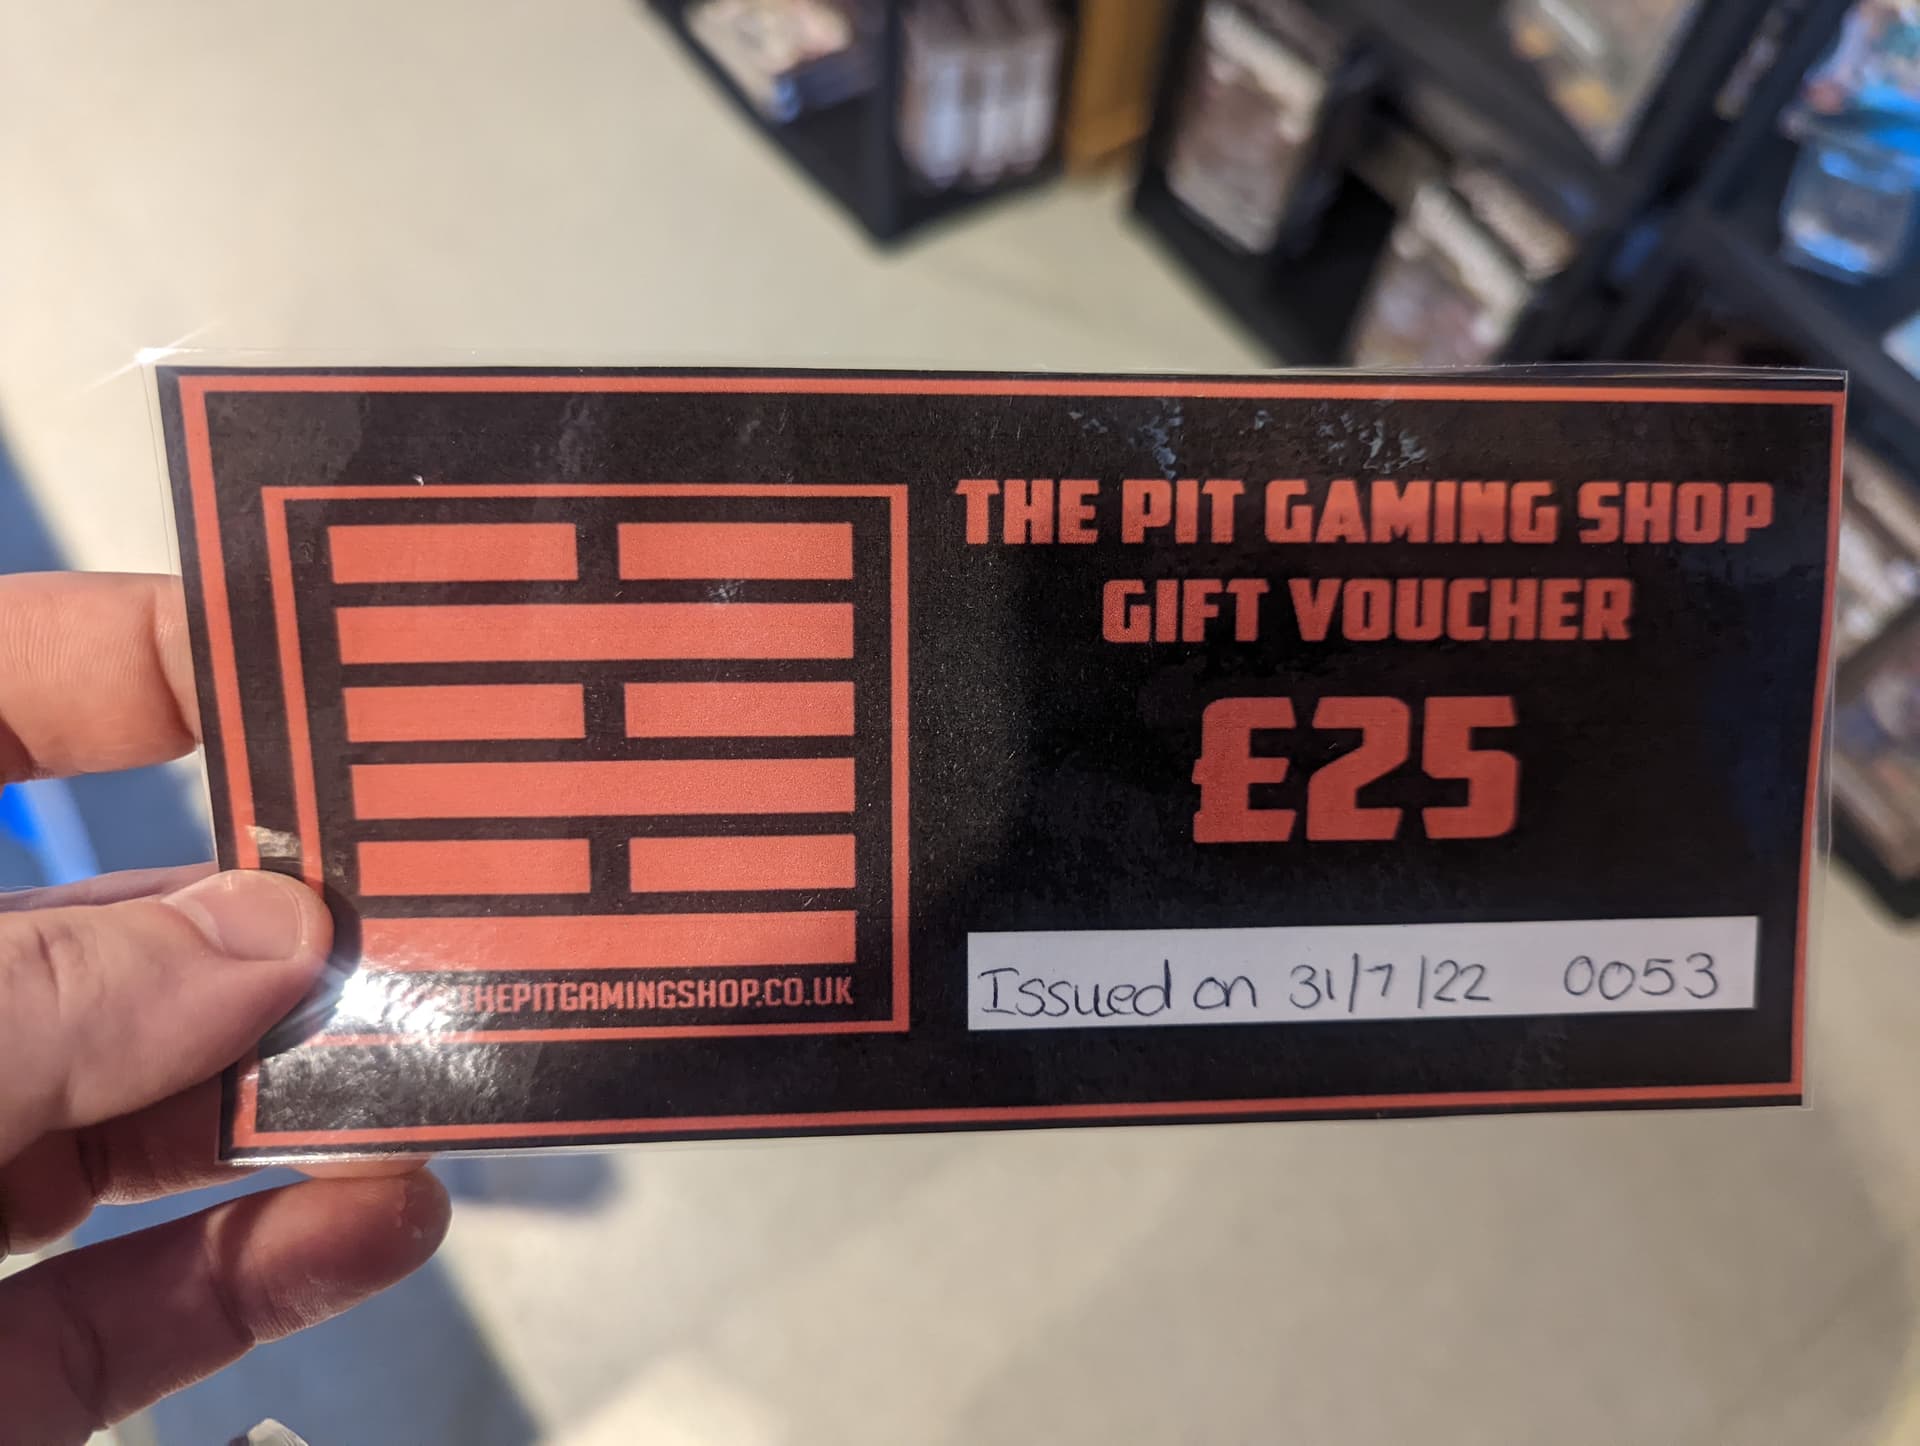 THE PIT GAMING SHOP
GIFT VOUCHER
£25
Issued on 31/7/22 0053
THEPITGAMINGSHOP.CO.UK